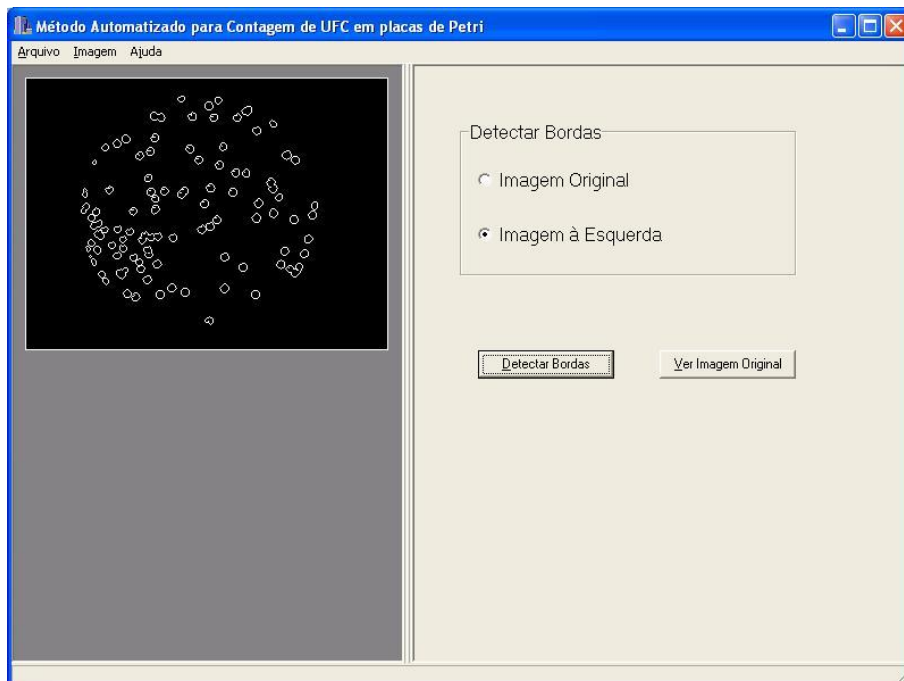 Método Automatizado para Contagem de UFC em placas de Petri
Arquivo Imagem Ajuda
Detectar Bordas
Imagem Original
Imagem à Esquerda
Detectar Bordas Ver Imagem Original